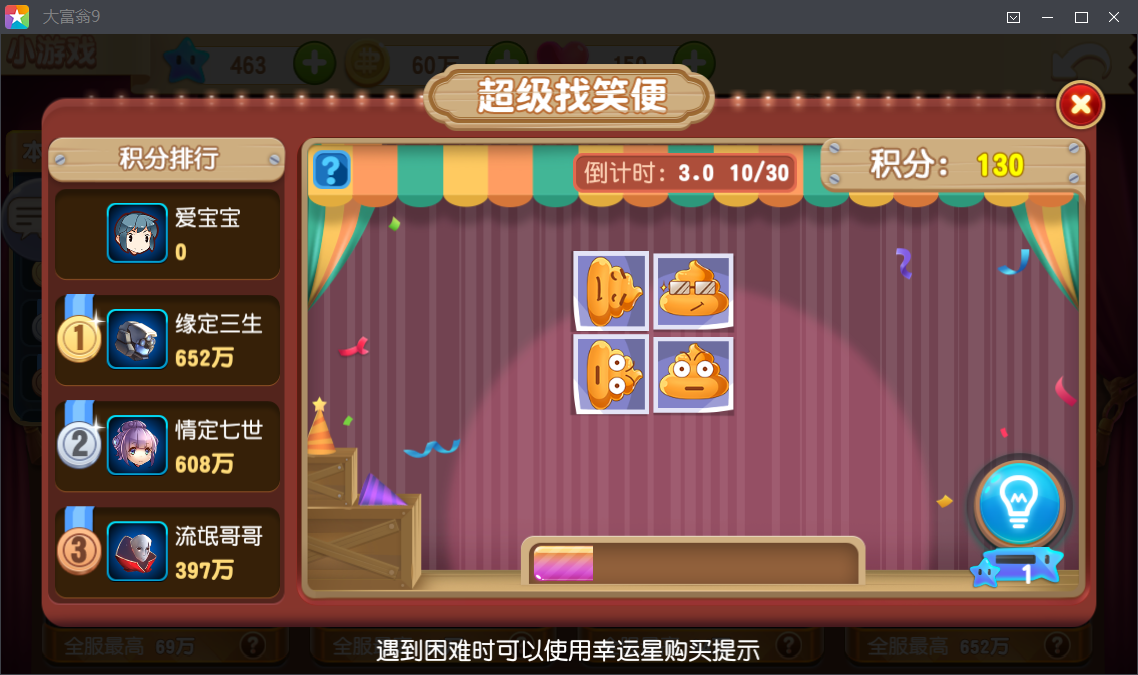 大富翁9
小游戏
463
60万
159
超级找笑便
积分排行
?
倒计时：3.0 10/30
积分：130
爱宝宝
0
1
缘定三生
652万
2
情定七世
608万
3
流氓哥哥
397万
1
全服最高 69万 ?
全服最高
?
全服最高 652万 ?
遇到困难时可以使用幸运星购买提示